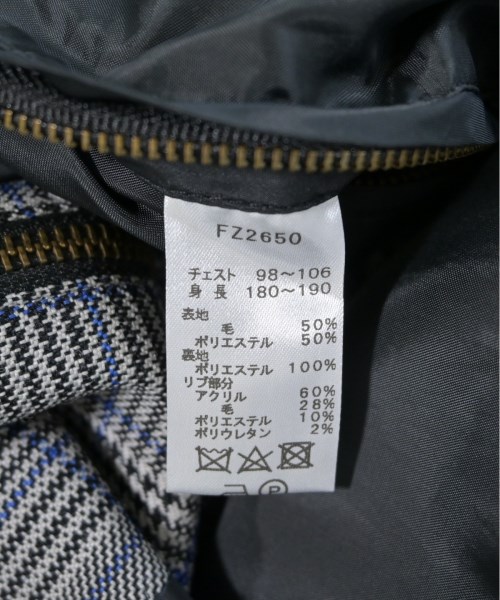 FZ2650
チェスト 98～106
身長 180～190
表地
毛 50%
ポリエステル 50%
裏地
ポリエステル 100%
リブ部分
アクリル 60%
毛 28%
ポリエステル 10%
ポリウレタン 2%
P